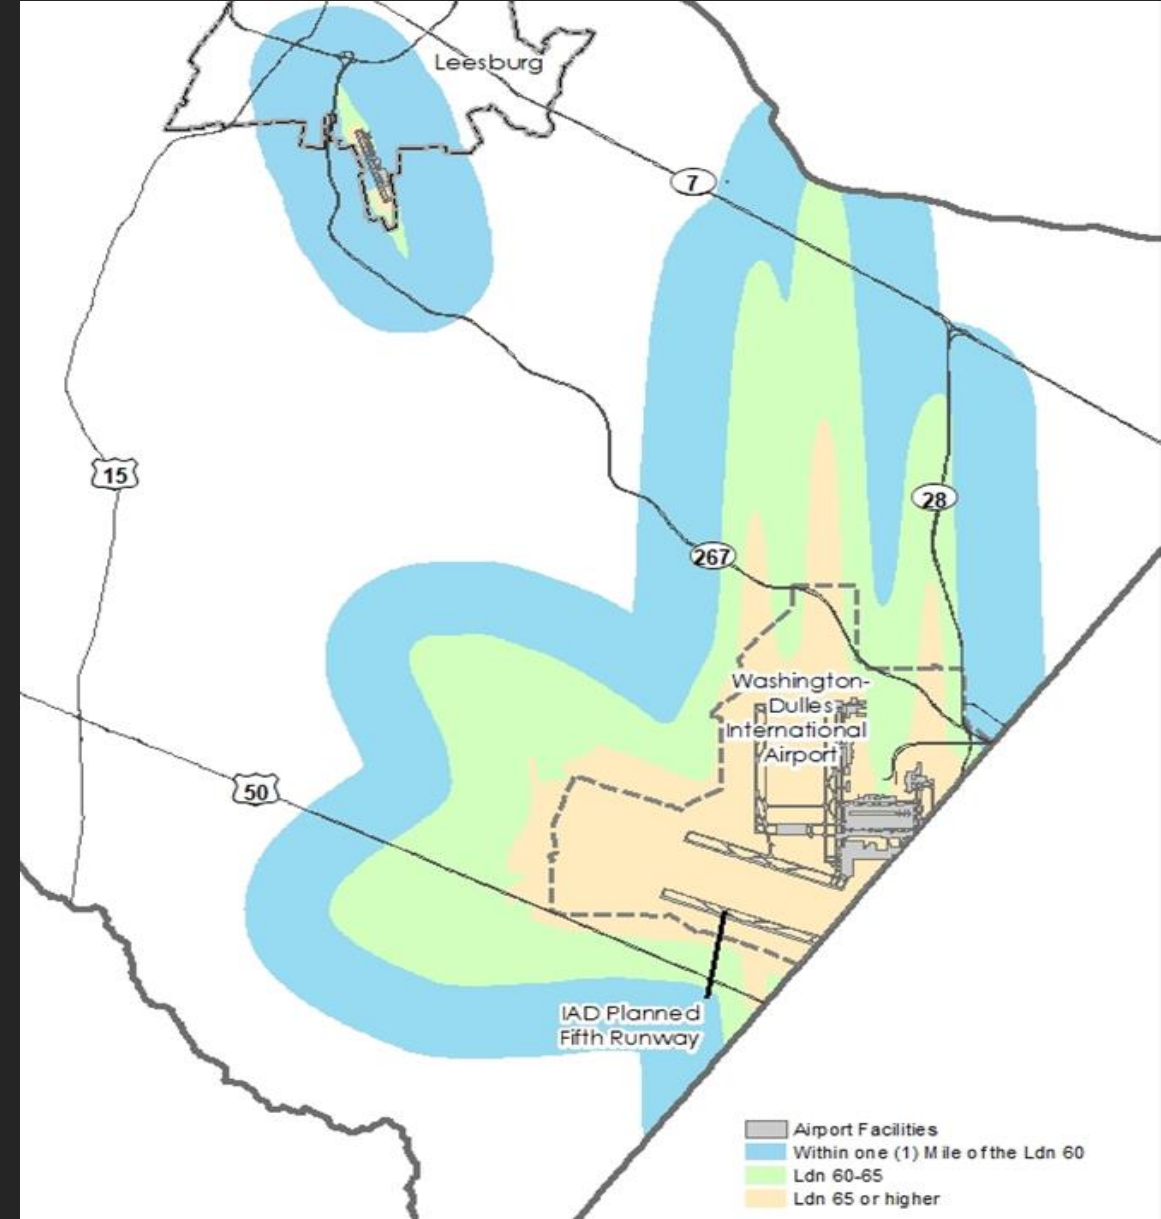 Leesburg
7
15
28
267
Washington-
Dulles
International
Airport
50
IAD Planned
Fifth Runway
Airport Facilities
Within one (1) Mile of the Ldn 60
Ldn 60-65
Ldn 65 or higher